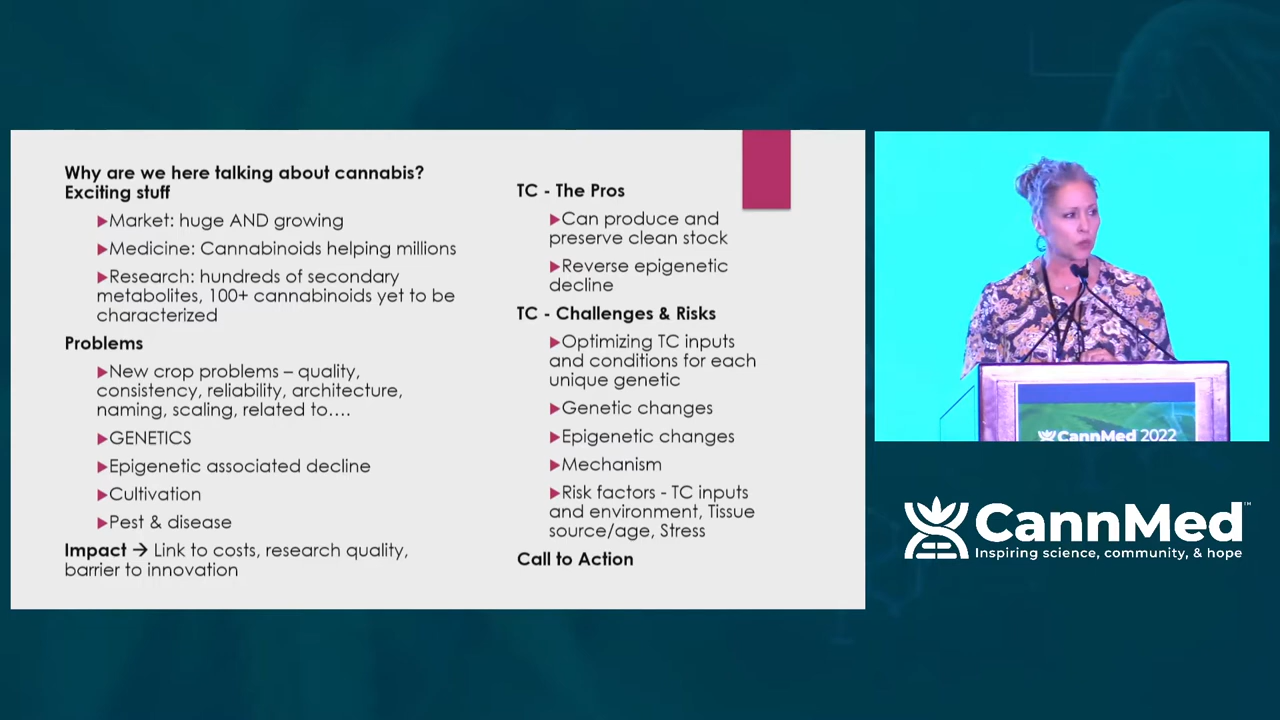 Why are we here talking about cannabis?
Exciting stuff
▶Market: huge AND growing
▶Medicine: Cannabinoids helping millions
▶Research: hundreds of secondary
metabolites, 100+ cannabinoids yet to be
characterized
Problems
▶New crop problems – quality,
consistency, reliability, architecture,
naming, scaling, related to….
▶GENETICS
▶Epigenetic associated decline
▶Cultivation
▶Pest & disease
Impact → Link to costs, research quality,
barrier to innovation
TC - The Pros
▶Can produce and
preserve clean stock
▶Reverse epigenetic
decline
TC - Challenges & Risks
▶Optimizing TC inputs
and conditions for each
unique genetic
▶Genetic changes
▶Epigenetic changes
▶Mechanism
▶Risk factors - TC inputs
and environment, Tissue
source/age, Stress
Call to Action
CannMed 2022
CannMed™
Inspiring science, community, & hope